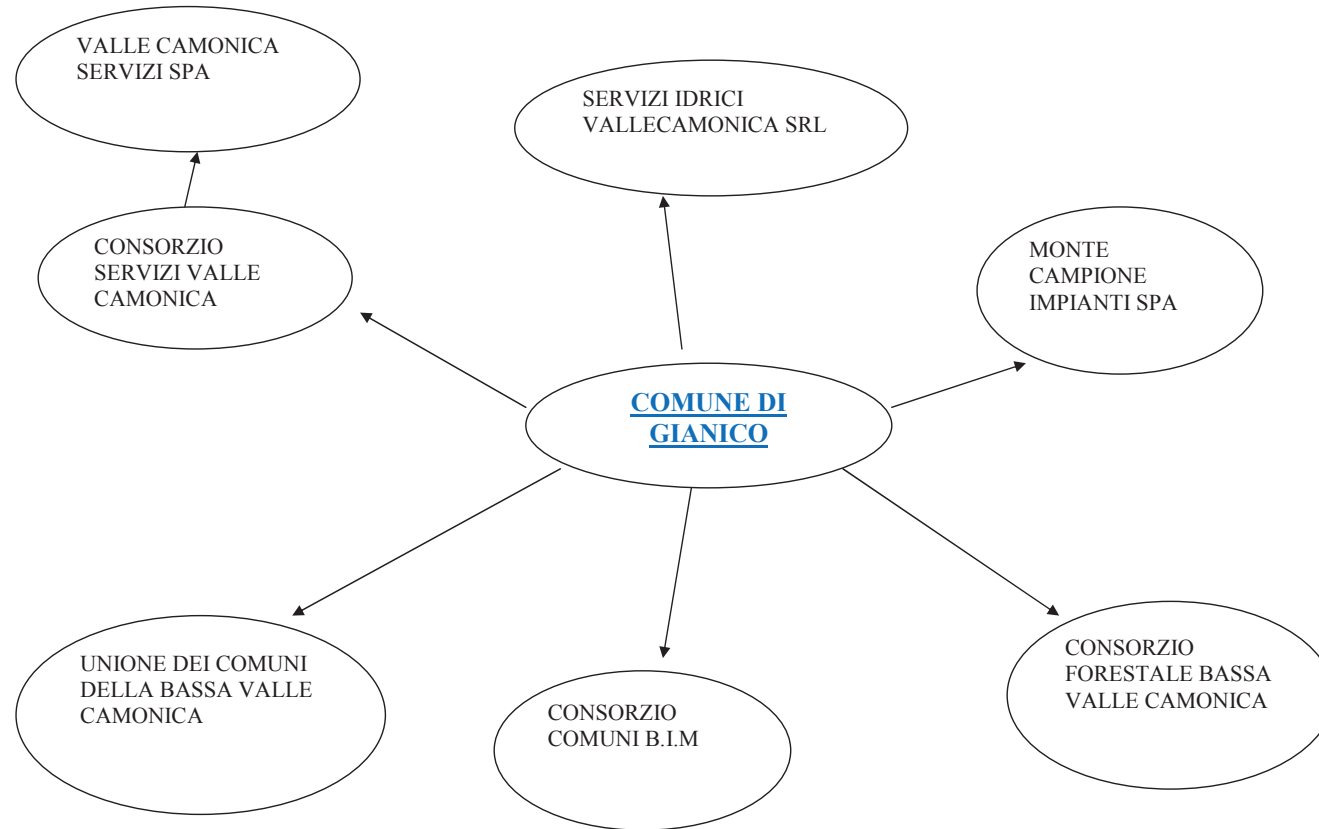 VALLE CAMONICA
SERVIZI SPA
SERVIZI IDRICI
VALLECAMONICA SRL
CONSORZIO
SERVIZI VALLE
CAMONICA
MONTE
CAMPIONE
IMPIANTI SPA
COMUNE DI
GIANICO
UNIONE DEI COMUNI
DELLA BASSA VALLE
CAMONICA
CONSORZIO
COMUNI B.I.M
CONSORZIO
FORESTALE BASSA
VALLE CAMONICA